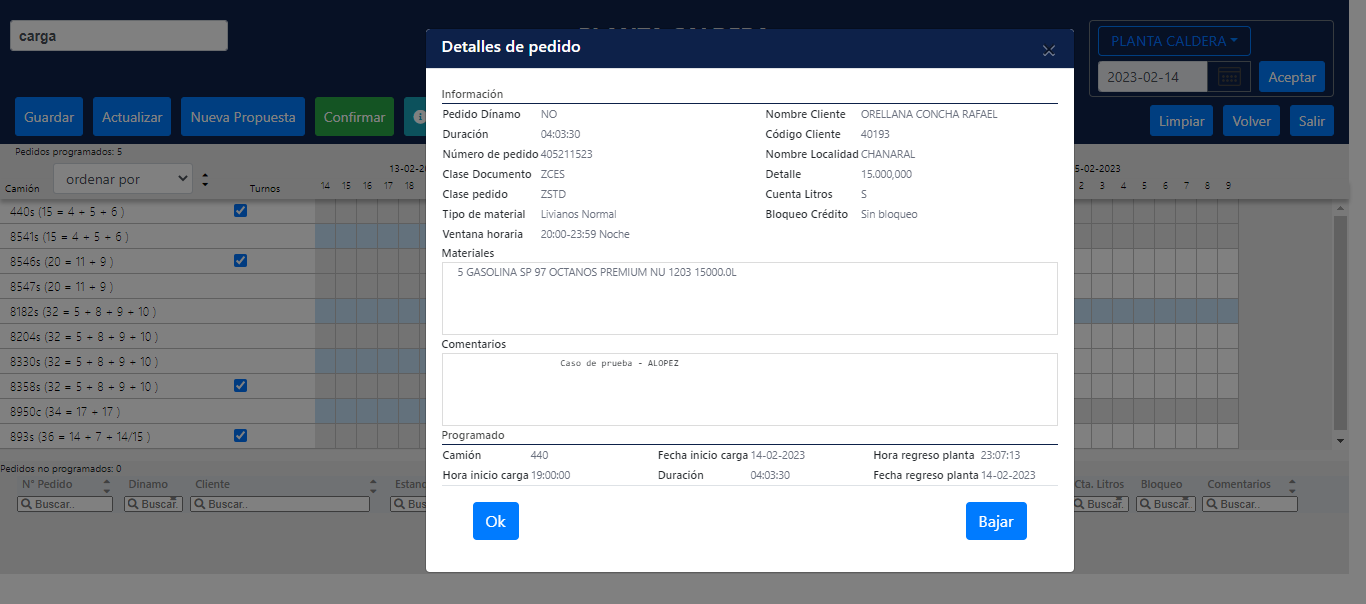 carga
PLANTA CALDERA
PLANTA CALDERA
2023-02-14
Aceptar
Guardar
Actualizar
Nueva Propuesta
Confirmar
Limpiar
Volver
Salir
Pedidos programados: 5
Camión
ordenar por
Turnos
13-02-20
14 15 16 17 18
5-02-2023
2 3 4 5 6 7 8 9
440s (15 = 4 + 5 + 6 )
8541s (15 = 4 + 5 + 6 )
8546s (20 = 11 + 9 )
8547s (20 = 11 + 9 )
8182s (32 = 5 + 8 + 9 + 10 )
8204s (32 = 5 + 8 + 9 + 10 )
8330s (32 = 5 + 8 + 9 + 10 )
8358s (32 = 5 + 8 + 9 + 10 )
8950c (34 = 17 + 17 )
893s (36 = 14 + 7 + 14/15 )
Pedidos no programados: 0
N° Pedido Dinamo Cliente Estanc Cta. Litros Bloqueo Comentarios
Buscar.. Buscar. Buscar.. Bus Buscar. Buscar. Buscar..
Detalles de pedido
Información
Pedido Dínamo NO Nombre Cliente ORELLANA CONCHA RAFAEL
Duración 04:03:30 Código Cliente 40193
Número de pedido 405211523 Nombre Localidad CHANARAL
Clase Documento ZCES Detalle 15.000,000
Clase pedido ZSTD Cuenta Litros S
Tipo de material Livianos Normal Bloqueo Crédito Sin bloqueo
Ventana horaria 20:00-23:59 Noche
Materiales
5 GASOLINA SP 97 OCTANOS PREMIUM NU 1203 15000.0L
Comentarios
Caso de prueba - ALOPEZ
Programado
Camión 440 Fecha inicio carga 14-02-2023 Hora regreso planta 23:07:13
Hora inicio carga 19:00:00 Duración 04:03:30 Fecha regreso planta 14-02-2023
Ok
Bajar